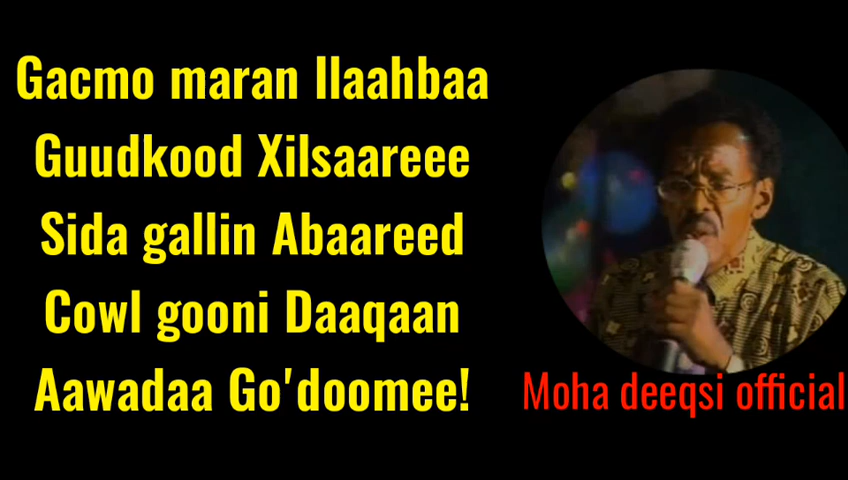 Gacmo maran Ilaahbaa
Guudkood Xilsaareee
Sida gallin Abaareed
Cowl gooni Daaqaan
Aawadaa Go'doomee!
Moha deeqsi official